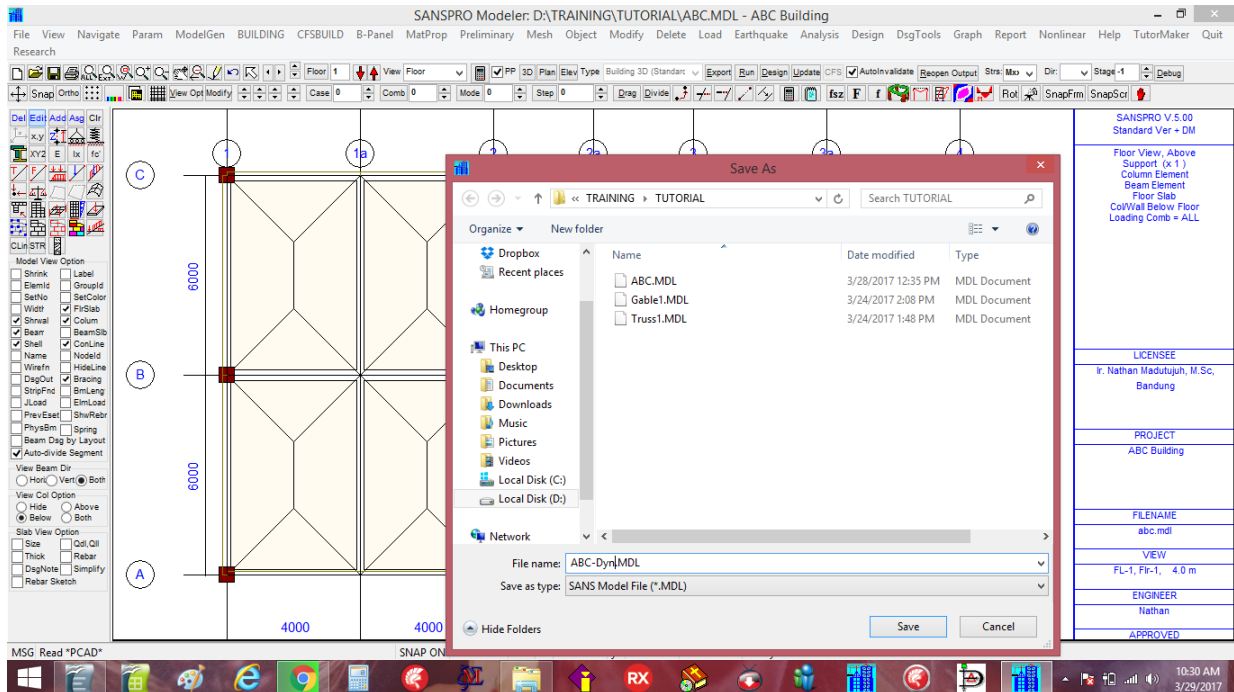 SANSPRO Modeler: D:\TRAINING\TUTORIAL\ABC.MDL - ABC Building
File View Navigate Param ModelGen BUILDING CFSBUILD B-Panel MatProp Preliminary Mesh Object Modify Delete Load Earthquake Analysis Design DsgTools Graph Report Nonlinear Help TutorMaker Quit
Research
Floor 1 View Floor PP 3D Plan Elev Type Building 3D (Standarc Export Run Design Update CFS AutoInvalidate Reopen Output Strs: Mxo Dir: Stage -1 Debug
Snap Ortho View Opt Modify Case 0 Comb 0 Mode 0 Step 0 Drag Divide fsz F f Rot SnapFrm SnapScr
Del Edit Add Asg Clr
x,y
XYZ E Ix fc'
CLin STR
Model View Option
Shrink Label
ElemId GroupId
SetNo SetColor
Width FlrSlab
Shrwal Colum
Beam BeamSlb
Shell ConLine
Name NodeId
Wirefn HideLine
DsgOut Bracing
StripFnd BmLeng
JLoad ElmLoad
PrevEset ShwRebr
PhysBm Spring
Beam Dsg by Layout
Auto-divide Segment
View Beam Dir
Horiz Vert Both
View Col Option
Hide Above
Below Both
Slab View Option
Size Qdl,Qll
Thick Rebar
DsgNote Simplify
Rebar Sketch
1 1a 2 2a 3 3a 4
C
6000
B
6000
A
4000 4000
Save As
« TRAINING TUTORIAL
Search TUTORIAL
Organize New folder
Name Date modified Type
Dropbox
Recent places
Homegroup
This PC
Desktop
Documents
Downloads
Music
Pictures
Videos
Local Disk (C:)
Local Disk (D:)
Network
ABC.MDL 3/28/2017 12:35 PM MDL Document
Gable1.MDL 3/24/2017 2:08 PM MDL Document
Truss1.MDL 3/24/2017 1:48 PM MDL Document
File name: ABC-Dyn.MDL
Save as type: SANS Model File (*.MDL)
Hide Folders Save Cancel
SANSPRO V.5.00
Standard Ver + DM
Floor View, Above
Support (x 1 )
Column Element
Beam Element
Floor Slab
Col/Wall Below Floor
Loading Comb = ALL
LICENSEE
Ir. Nathan Madutujuh, M.Sc,
Bandung
PROJECT
ABC Building
FILENAME
abc.mdl
VIEW
FL-1, Flr-1, 4.0 m
ENGINEER
Nathan
APPROVED
MSG Read *PCAD* SNAP ON
RX
10:30 AM
3/29/2017